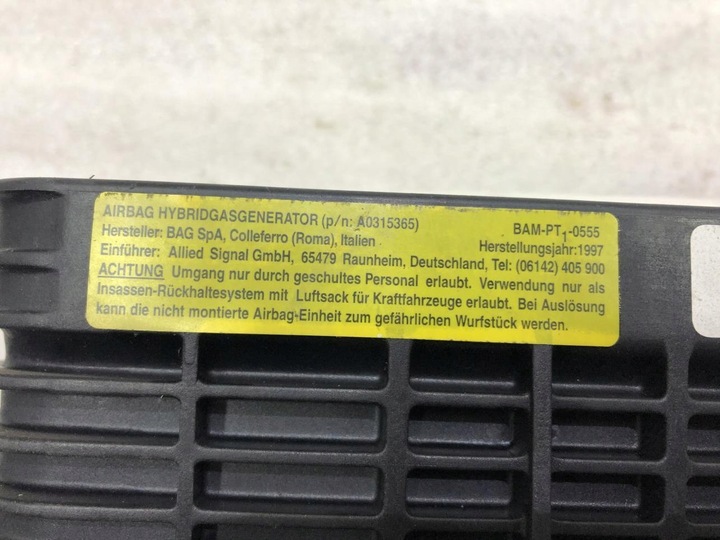 AIRBAG HYBRIDGASGENERATOR (p/n: A0315365) BAM-PT₁-0555
Hersteller: BAG SpA, Colleferro (Roma), Italien Herstellungsjahr:1997
Einführer: Allied Signal GmbH, 65479 Raunheim, Deutschland, Tel: (06142) 405 900
ACHTUNG Umgang nur durch geschultes Personal erlaubt. Verwendung nur als
Insassen-Rückhaltesystem mit Luftsack für Kraftfahrzeuge erlaubt. Bei Auslösung
kann die nicht montierte Airbag-Einheit zum gefährlichen Wurfstück werden.